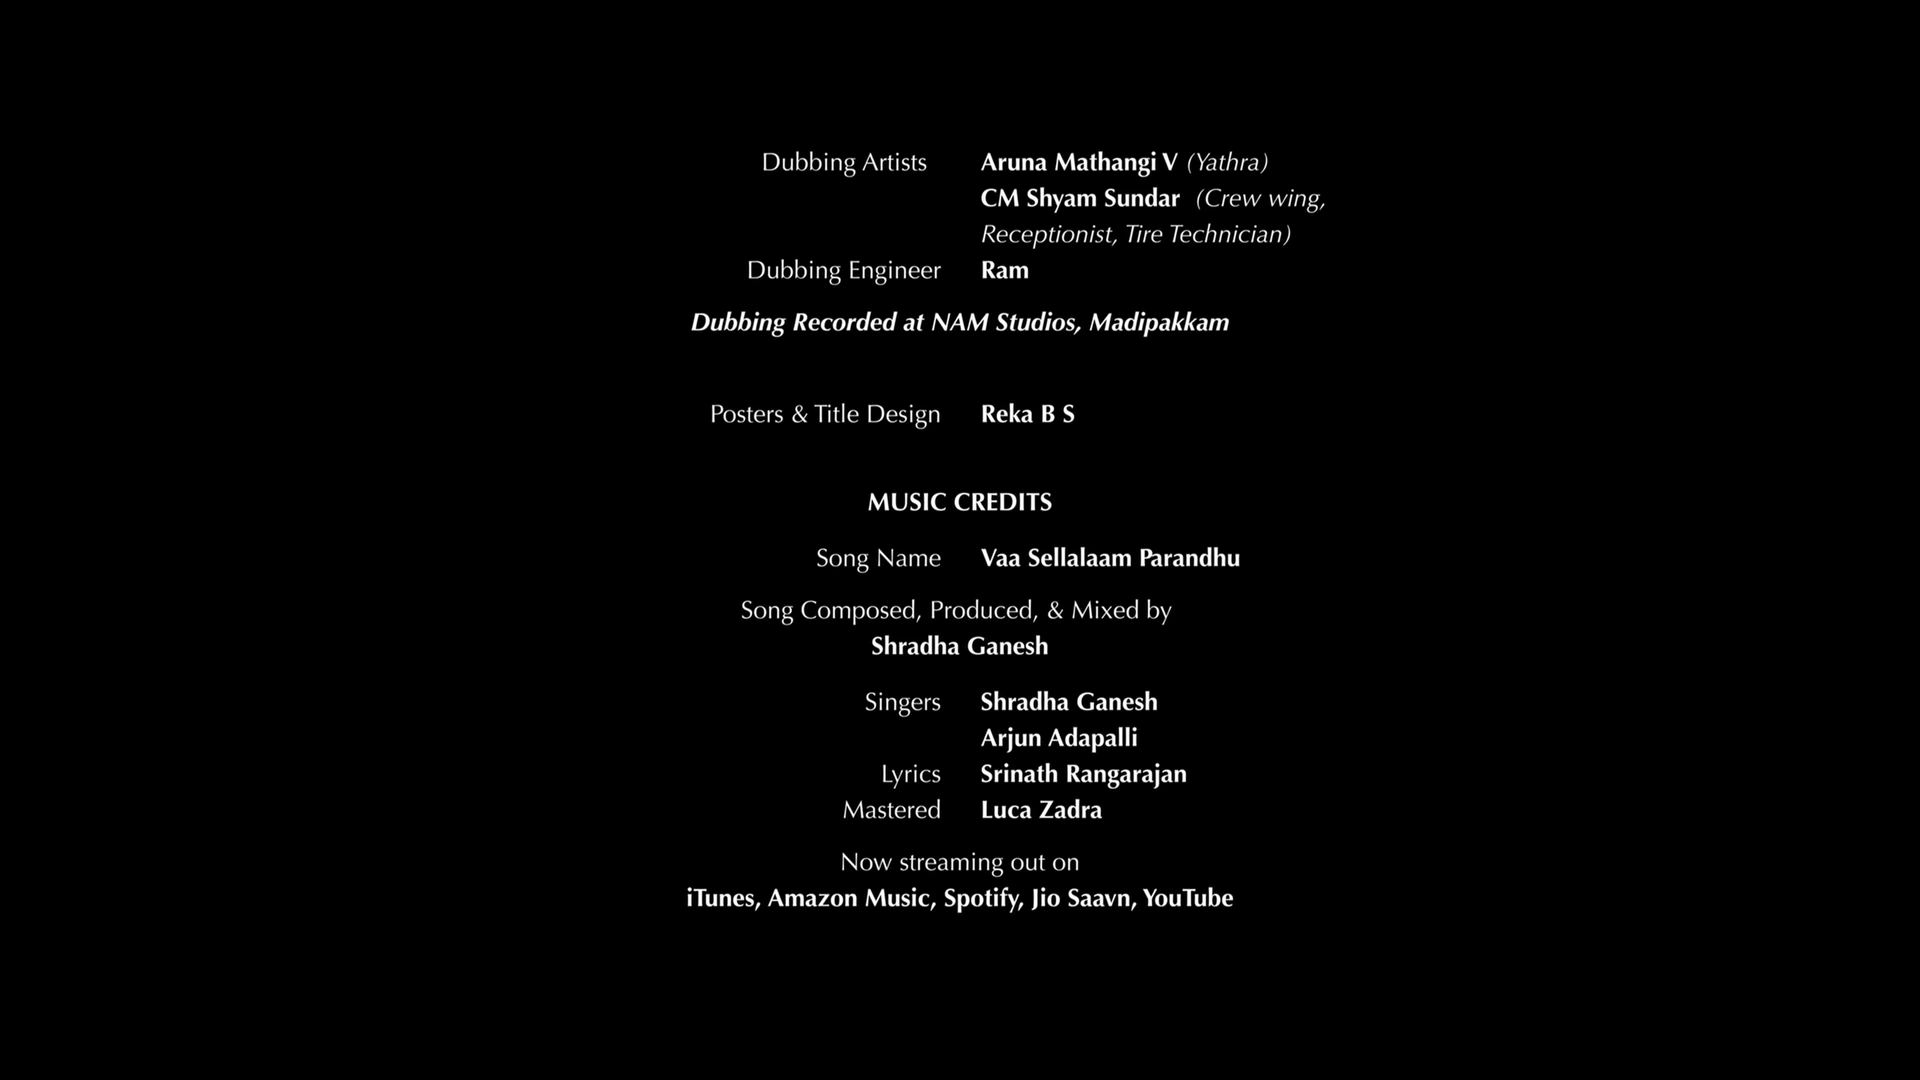 Dubbing Artists Aruna Mathangi V (Yathra)
CM Shyam Sundar (Crew wing,
Receptionist, Tire Technician)
Dubbing Engineer Ram
Dubbing Recorded at NAM Studios, Madipakkam
Posters & Title Design Reka B S
MUSIC CREDITS
Song Name Vaa Sellalaam Parandhu
Song Composed, Produced, & Mixed by
Shradha Ganesh
Singers Shradha Ganesh
Arjun Adapalli
Lyrics Srinath Rangarajan
Mastered Luca Zadra
Now streaming out on
iTunes, Amazon Music, Spotify, Jio Saavn, YouTube